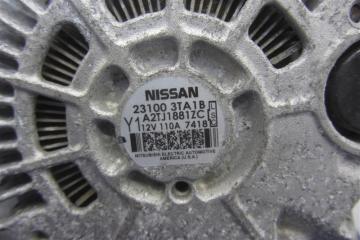 NISSAN
23100 3TA1B
Y1 A2TJ1881ZC
12V 110A 7418
MITSUBISHI ELECTRIC AUTOMOTIVE
AMERICA (U.S.A.)